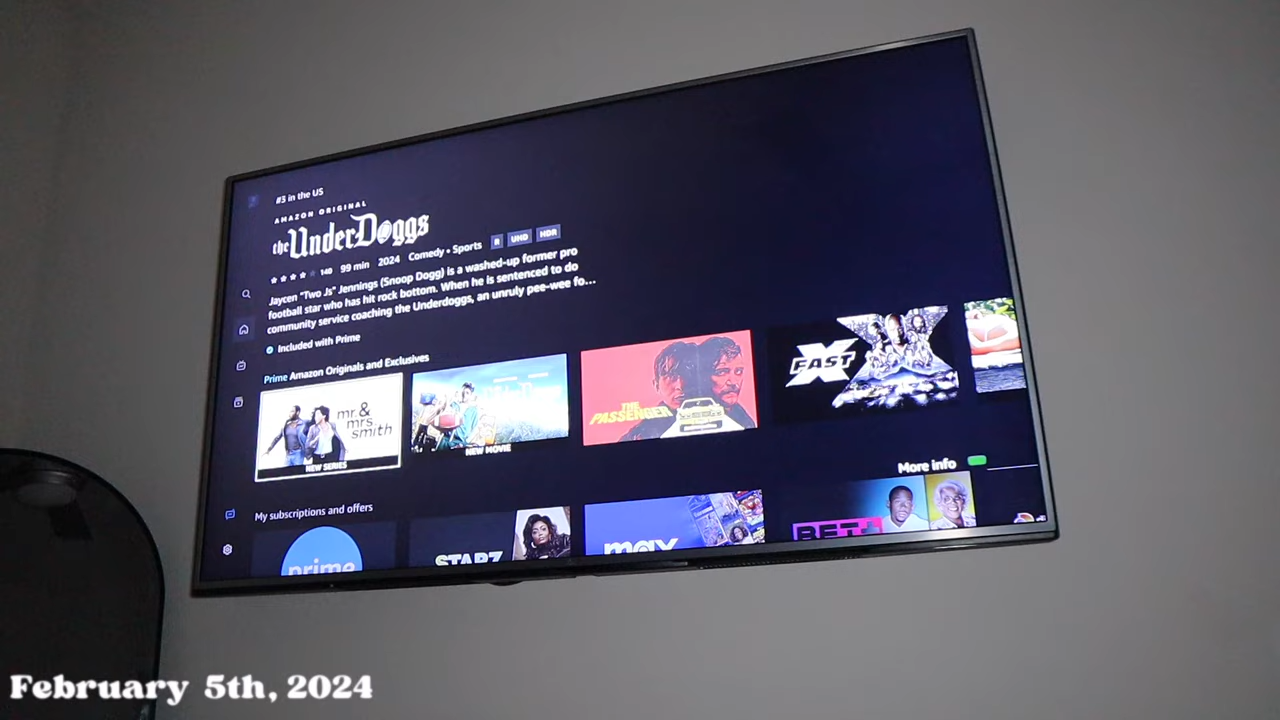 #3 in the US
AMAZON ORIGINAL
the UnderDoggs
140 99 min 2024 Comedy • Sports R UHD HDR
Jaycen "Two Js" Jennings (Snoop Dogg) is a washed-up former pro
football star who has hit rock bottom. When he is sentenced to do
community service coaching the Underdoggs, an unruly pee-wee fo...
Included with Prime
Prime Amazon Originals and Exclusives
mr. &
mrs.
smith
NEW SERIES
NEW MOVIE
THE
PASSENGER
FAST X
More info
My subscriptions and offers
prime
STARZ
max
BET+
February 5th, 2024